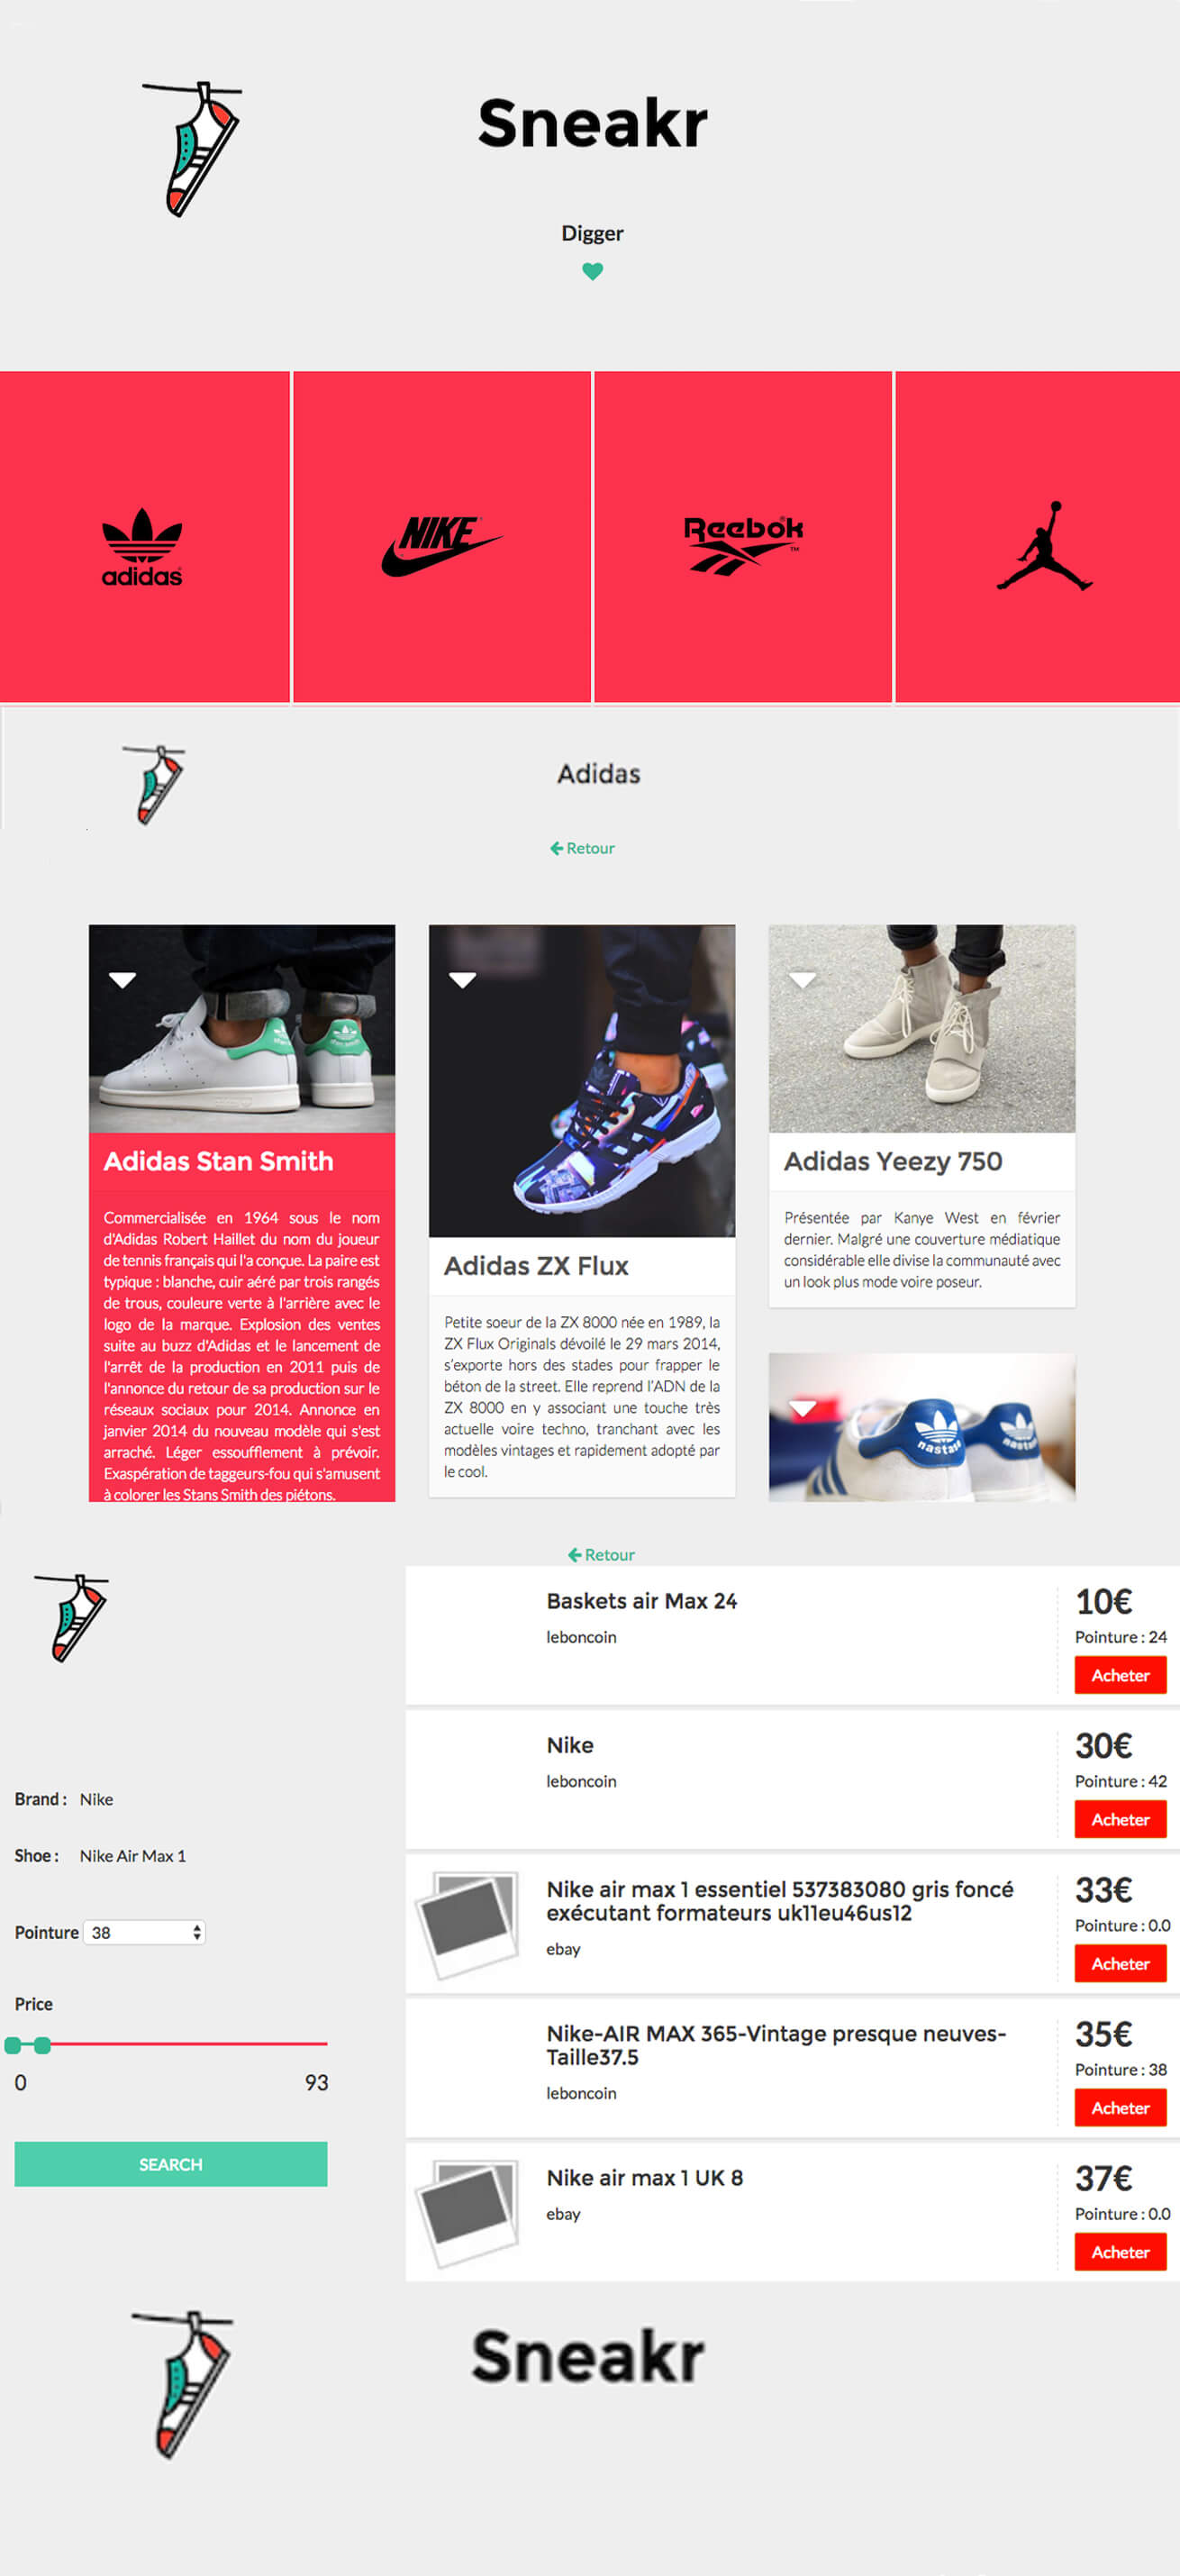 Sneakr
Digger
adidas
NIKE
Reebok
TM
Adidas
Retour
Adidas Stan Smith
Commercialisée en 1964 sous le nom
d'Adidas Robert Haillet du nom du joueur
de tennis français qui l'a conçue. La paire est
typique : blanche, cuir aéré par trois rangés
de trous, couleure verte à l'arrière avec le
logo de la marque. Explosion des ventes
suite au buzz d'Adidas et le lancement de
l'arrêt de la production en 2011 puis de
l'annonce du retour de sa production sur le
réseaux sociaux pour 2014. Annonce en
janvier 2014 du nouveau modèle qui s'est
arraché. Léger essoufflement à prévoir.
Exaspération de taggeurs-fou qui s'amusent
à colorer les Stans Smith des piétons.
Adidas ZX Flux
Petite soeur de la ZX 8000 née en 1989, la
ZX Flux Originals dévoilé le 29 mars 2014,
s'exporte hors des stades pour frapper le
béton de la street. Elle reprend l'ADN de la
ZX 8000 en y associant une touche très
actuelle voire techno, tranchant avec les
modèles vintages et rapidement adopté par
le cool.
Adidas Yeezy 750
Présentée par Kanye West en février
dernier. Malgré une couverture médiatique
considérable elle divise la communauté avec
un look plus mode voire poseur.
nastase
nastase
Retour
Brand : Nike
Shoe : Nike Air Max 1
Pointure 38
Price
0 93
SEARCH
Baskets air Max 24
leboncoin
10€
Pointure : 24
Acheter
Nike
leboncoin
30€
Pointure : 42
Acheter
Nike air max 1 essentiel 537383080 gris foncé
exécutant formateurs uk11eu46us12
ebay
33€
Pointure : 0.0
Acheter
Nike-AIR MAX 365-Vintage presque neuves-
Taille37.5
leboncoin
35€
Pointure : 38
Acheter
Nike air max 1 UK 8
ebay
37€
Pointure : 0.0
Acheter
Sneakr